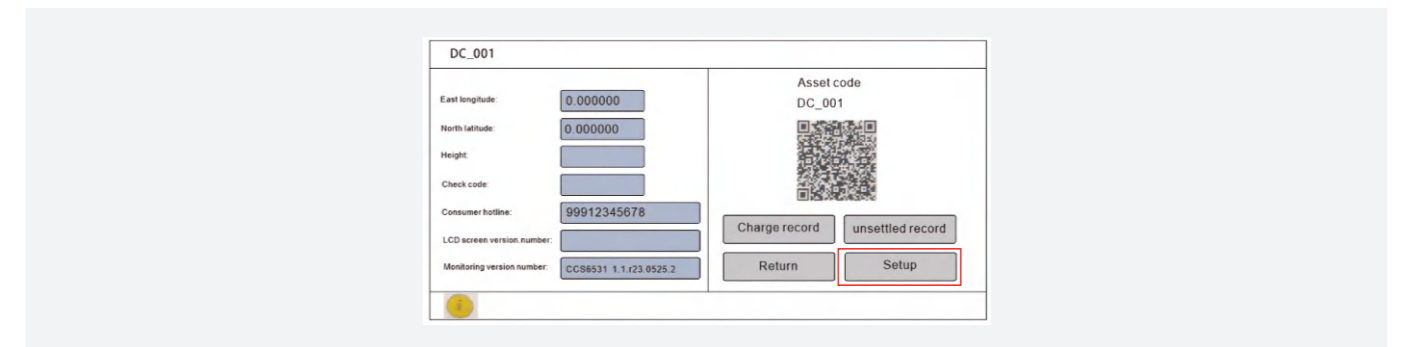 DC_001
East longitude: 0.000000
North latitude: 0.000000
Height:
Check code:
Consumer hotline: 99912345678
LCD screen version number:
Monitoring version number: CCS6531 1.1.r23.0525.2
Asset code
DC_001
Charge record unsettled record
Return Setup